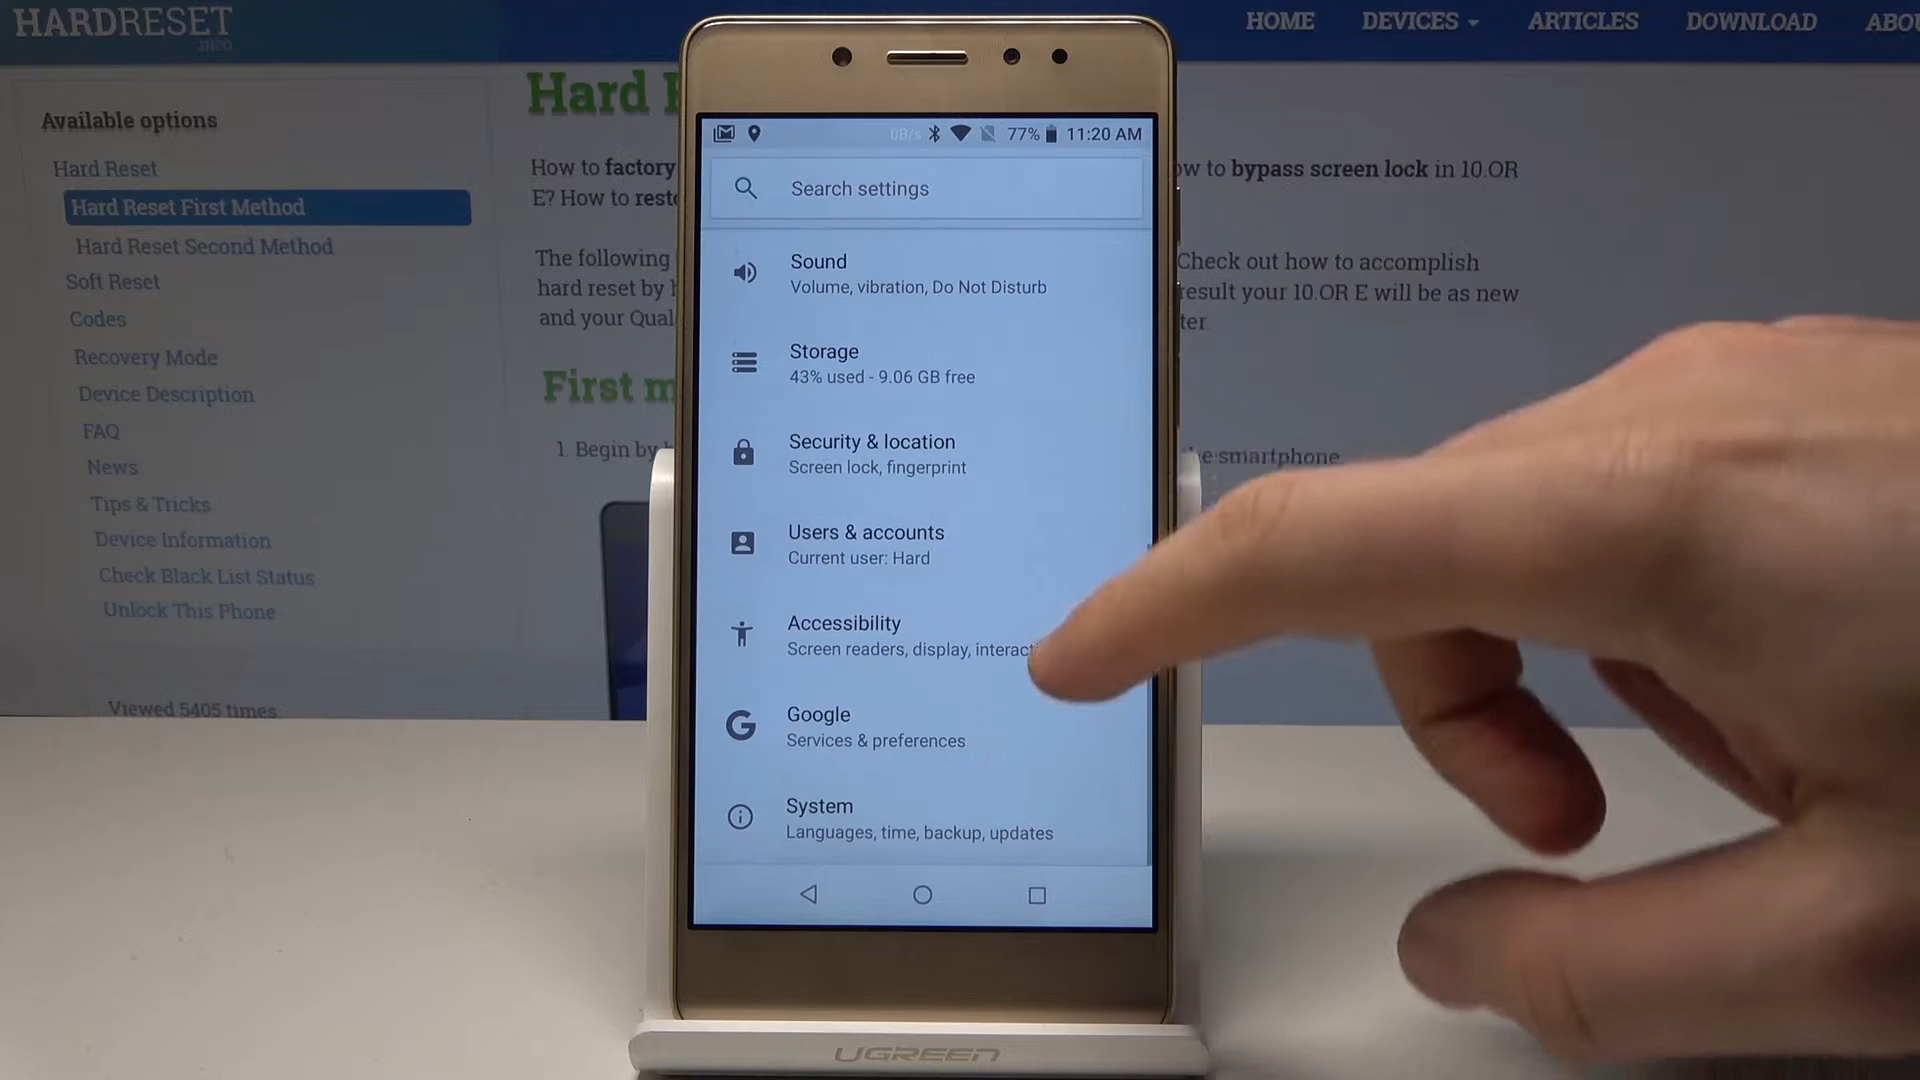 HARDRESET
.INFO
HOME DEVICES ARTICLES DOWNLOAD
Available options
Hard Reset
Hard Reset First Method
Hard Reset Second Method
Soft Reset
Codes
Recovery Mode
Device Description
FAQ
News
Tips & Tricks
Device Information
Check Black List Status
Unlock This Phone
Viewed 5405 times
Hard
How to factory
bypass screen lock in 10.OR
E? How to
The following
Check out how to accomplish
hard reset by
result your 10.OR E will be as new
and your
First
1. Begin by
smartphone
0B/s 77% 11:20 AM
Search settings
Sound
Volume, vibration, Do Not Disturb
Storage
43% used - 9.06 GB free
Security & location
Screen lock, fingerprint
Users & accounts
Current user: Hard
Accessibility
Screen readers, display,
Google
Services & preferences
System
Languages, time, backup, updates
UGREEN